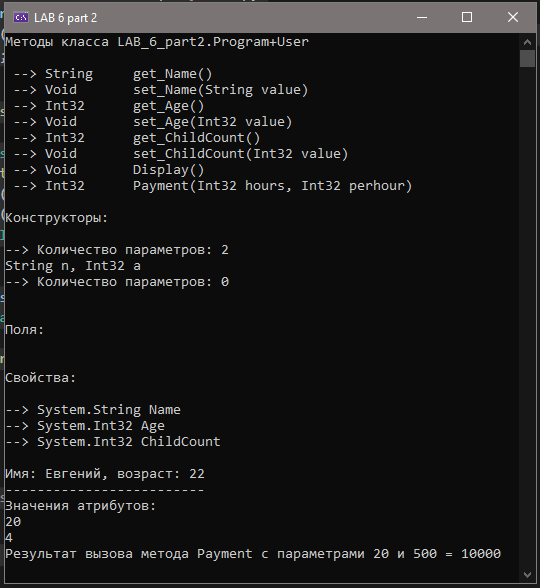 LAB 6 part 2
Методы класса LAB_6_part2.Program+User
--> String get_Name()
--> Void set_Name(String value)
--> Int32 get_Age()
--> Void set_Age(Int32 value)
--> Int32 get_ChildCount()
--> Void set_ChildCount(Int32 value)
--> Void Display()
--> Int32 Payment(Int32 hours, Int32 perhour)
Конструкторы:
--> Количество параметров: 2
String n, Int32 a
--> Количество параметров: 0
Поля:
Свойства:
--> System.String Name
--> System.Int32 Age
--> System.Int32 ChildCount
Имя: Евгений, возраст: 22
-------------------------
Значения атрибутов:
20
4
Результат вызова метода Payment с параметрами 20 и 500 = 10000